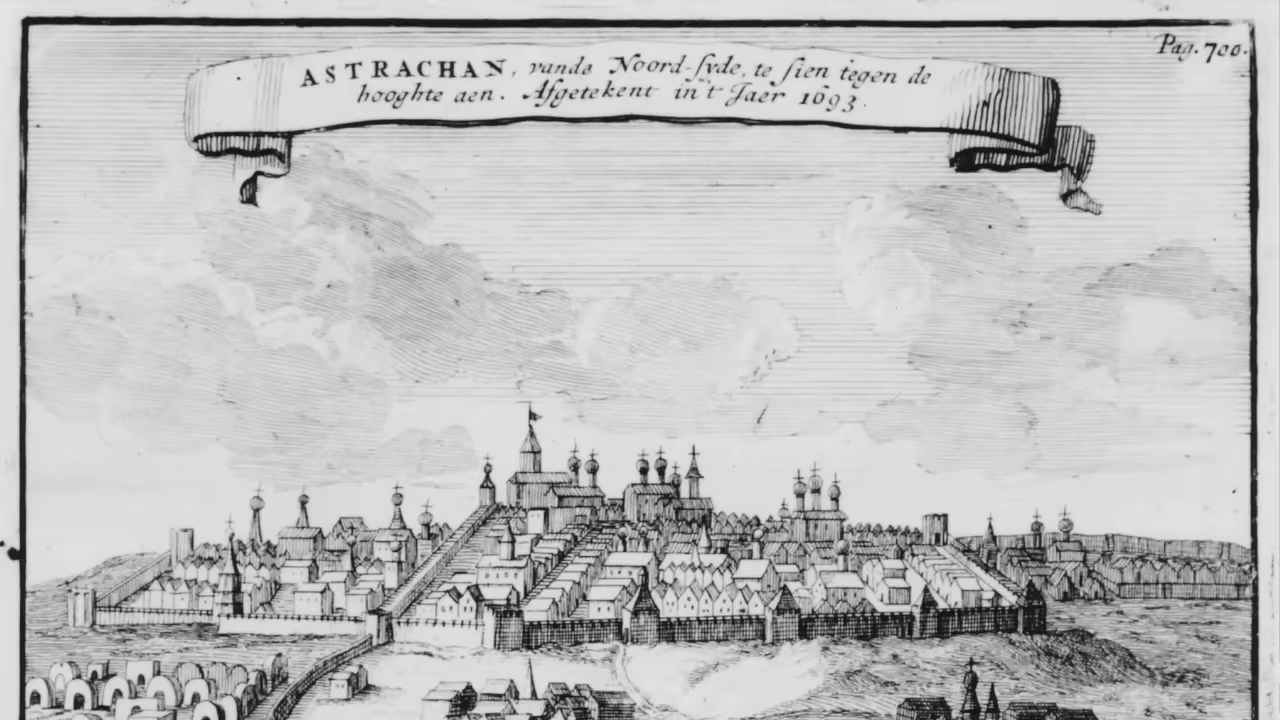 Pag. 700.
ASTRACHAN, vande Noord-syde, te sien tegen de
hooghte aen. Afgetekent in't Jaer 1693.